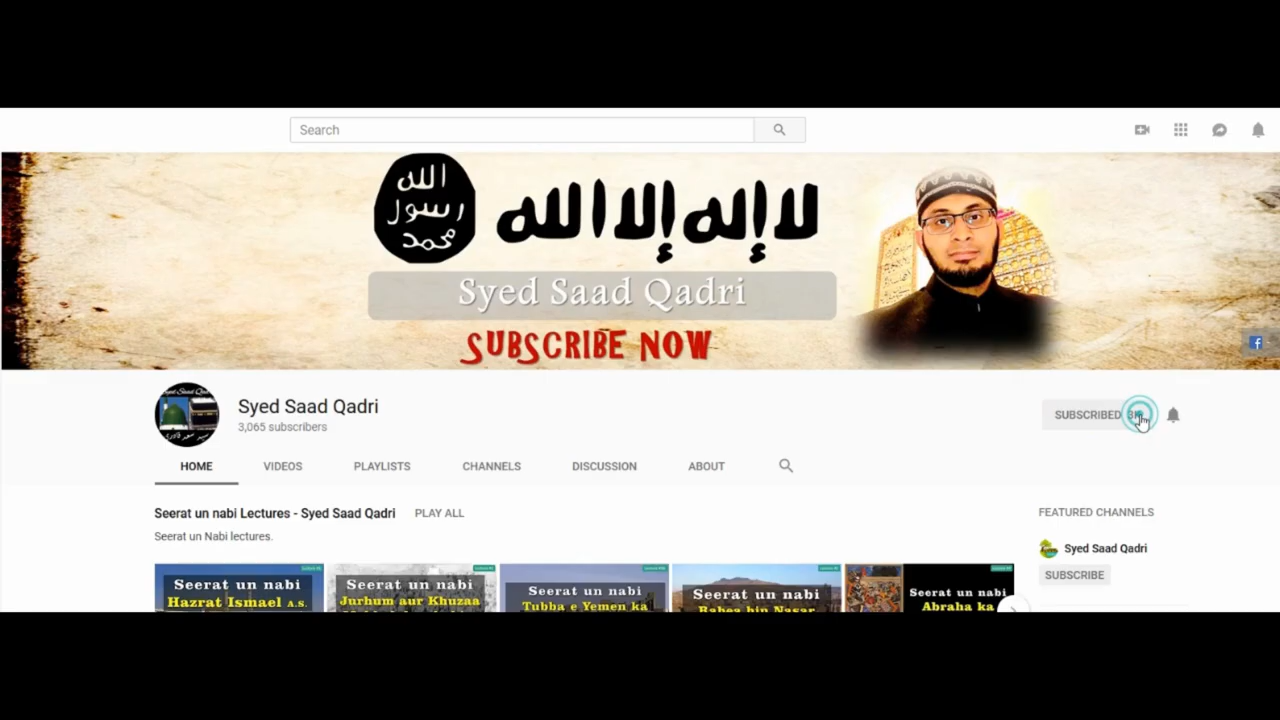 Search
الله
رسول
محمد
لا إله إلا الله
Syed Saad Qadri
SUBSCRIBE NOW
Syed Saad Qadri
3,065 subscribers
SUBSCRIBED
HOME VIDEOS PLAYLISTS CHANNELS DISCUSSION ABOUT
Seerat un nabi Lectures - Syed Saad Qadri PLAY ALL
Seerat un Nabi lectures.
FEATURED CHANNELS
Syed Saad Qadri
SUBSCRIBE
Seerat un nabi
Hazrat Ismael A.S.
Seerat un nabi
Jurhum aur Khuzaa
Seerat un nabi
Tubba e Yemen ka
Seerat un nabi
Rabea bin Nasar
Seerat un nabi
Abraha ka